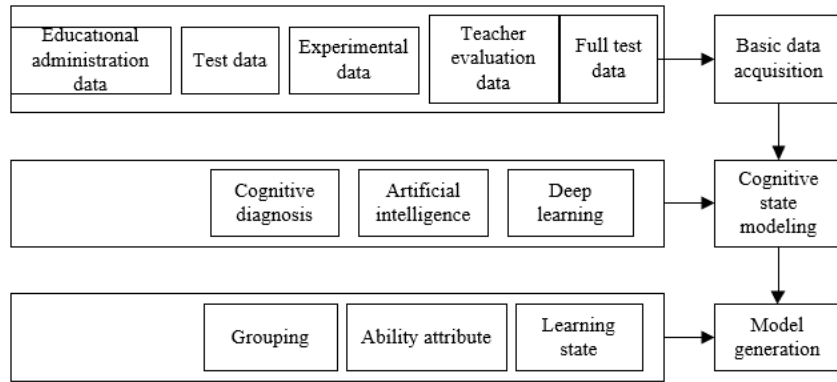 Educational
administration
data
Test data
Experimental
data
Teacher
evaluation
data
Full test
data
Basic data
acquisition
Cognitive
diagnosis
Artificial
intelligence
Deep
learning
Cognitive
state
modeling
Grouping
Ability attribute
Learning
state
Model
generation